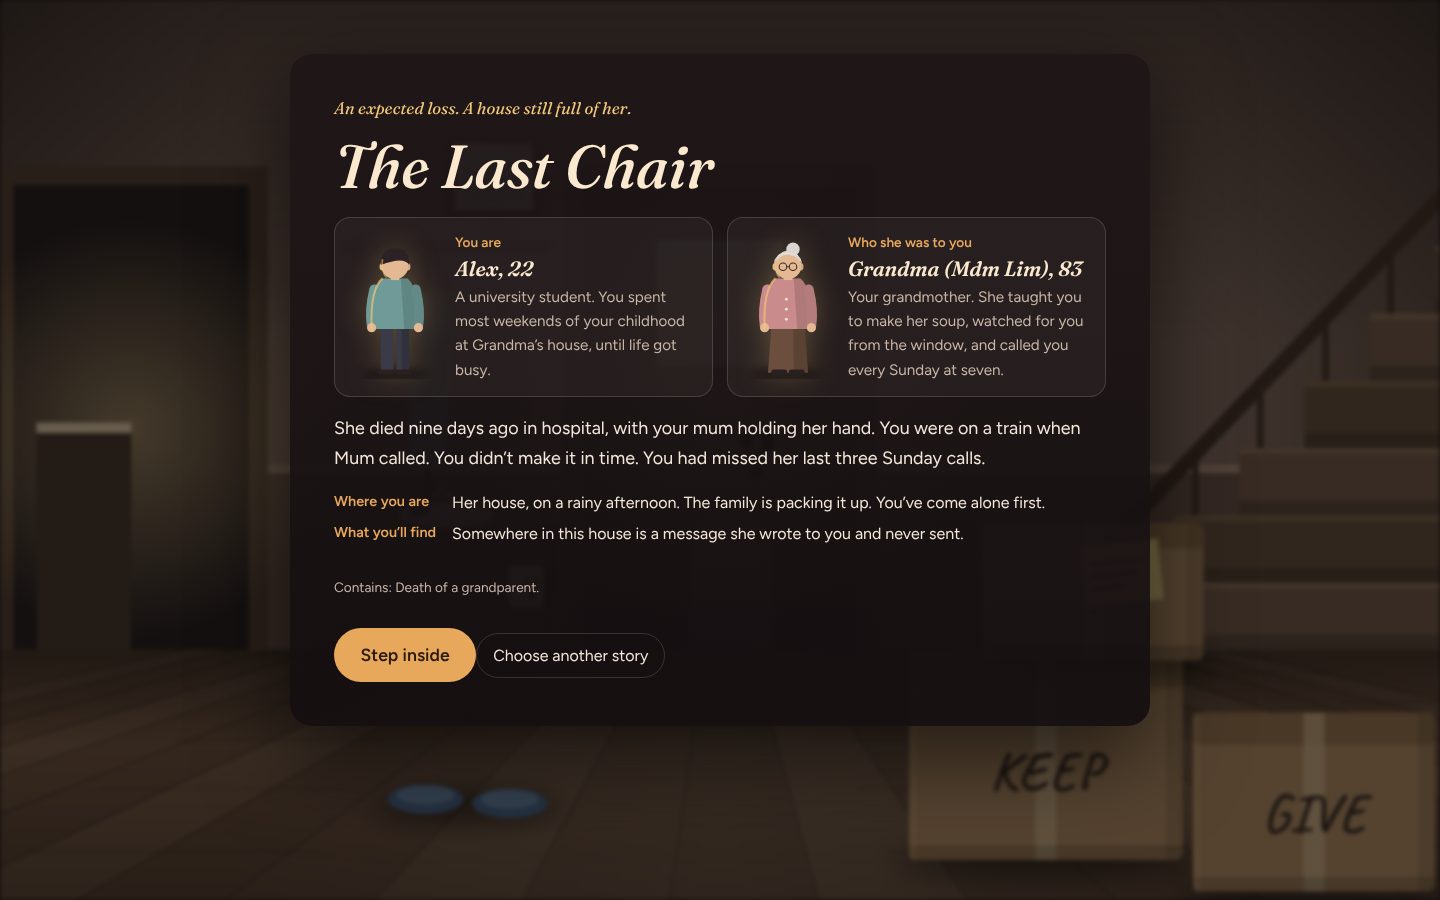 An expected loss. A house still full of her.
The Last Chair
You are
Alex, 22
A university student. You spent
most weekends of your childhood
at Grandma’s house, until life got
busy.
Who she was to you
Grandma (Mdm Lim), 83
Your grandmother. She taught you
to make her soup, watched for you
from the window, and called you
every Sunday at seven.
She died nine days ago in hospital, with your mum holding her hand. You were on a train when
Mum called. You didn’t make it in time. You had missed her last three Sunday calls.
Where you are Her house, on a rainy afternoon. The family is packing it up. You’ve come alone first.
What you’ll find Somewhere in this house is a message she wrote to you and never sent.
Contains: Death of a grandparent.
Step inside Choose another story
KEEP
GIVE